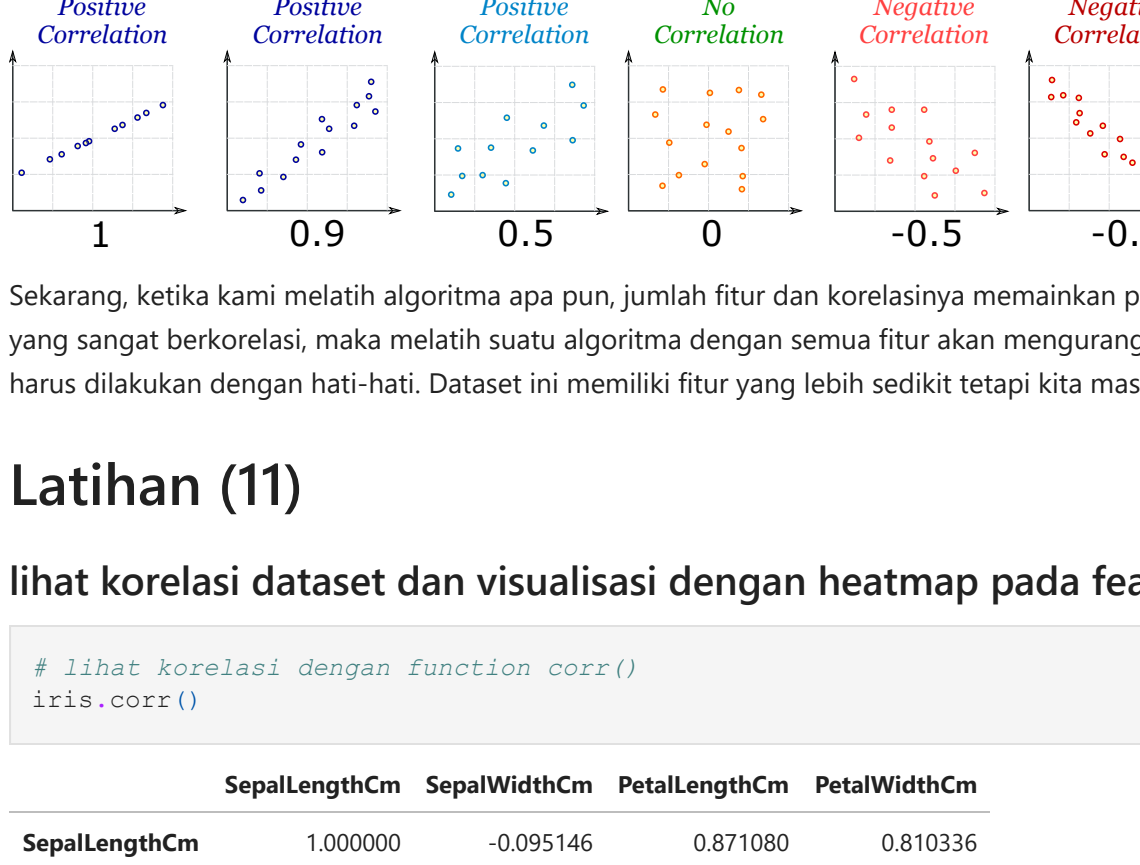 Positive Positive Positive No Negative
Correlation Correlation Correlation Correlation Correlation
1 0.9 0.5 0 -0.5
Sekarang, ketika kami melatih algoritma apa pun, jumlah fitur dan korelasinya memainkan
yang sangat berkorelasi, maka melatih suatu algoritma dengan semua fitur akan
harus dilakukan dengan hati-hati. Dataset ini memiliki fitur yang lebih sedikit tetapi kita
Latihan (11)
lihat korelasi dataset dan visualisasi dengan heatmap pada
# lihat korelasi dengan function corr()
iris.corr()
SepalLengthCm SepalWidthCm PetalLengthCm PetalWidthCm
SepalLengthCm 1.000000 -0.095146 0.871080 0.810336